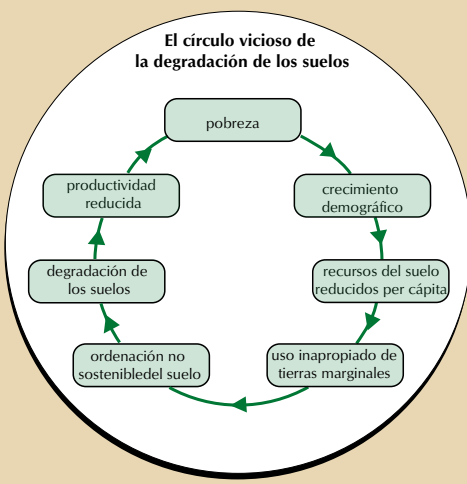 El círculo vicioso de
la degradación de los suelos
pobreza
crecimiento
demográfico
recursos del suelo
reducidos per cápita
uso inapropiado de
tierras marginales
ordenación no
sostenibledel suelo
degradación de
los suelos
productividad
reducida